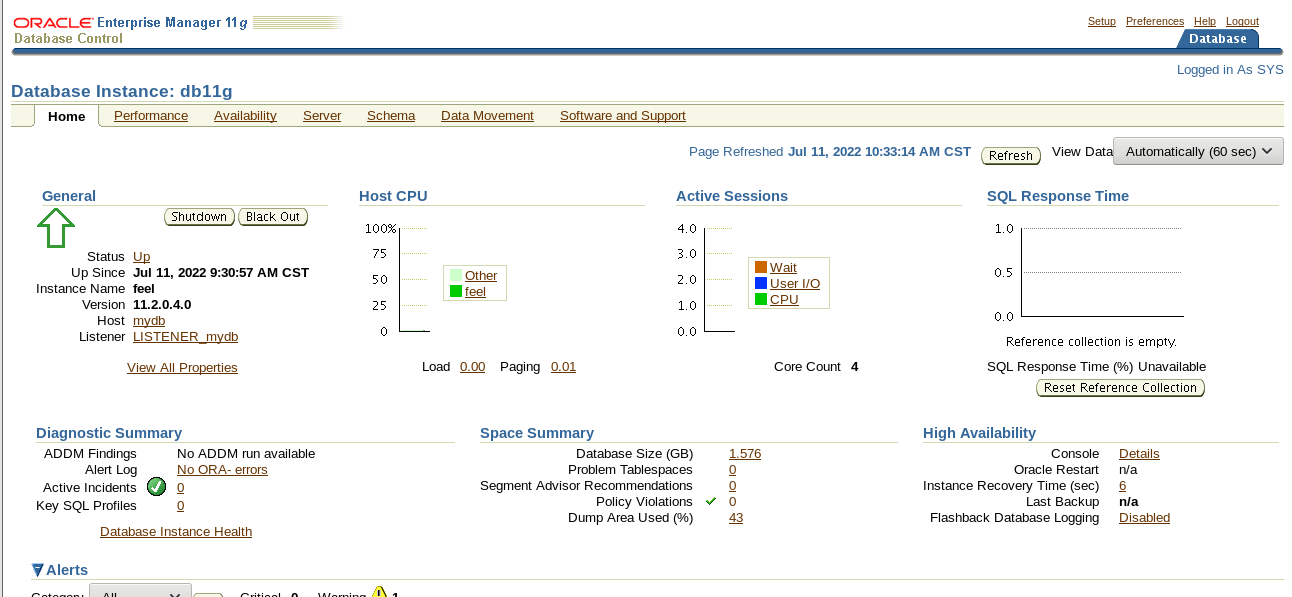 ORACLE Enterprise Manager 11g
Database Control
Setup Preferences Help Logout
Database
Logged in As SYS
Database Instance: db11g
Home Performance Availability Server Schema Data Movement Software and Support
Page Refreshed Jul 11, 2022 10:33:14 AM CST Refresh View Data Automatically (60 sec)
General
Shutdown Black Out
Status Up
Up Since Jul 11, 2022 9:30:57 AM CST
Instance Name feel
Version 11.2.0.4.0
Host mydb
Listener LISTENER_mydb
View All Properties
Host CPU
100%
75
50
25
0
Other
feel
Load 0.00 Paging 0.01
Active Sessions
4.0
3.0
2.0
1.0
0.0
Wait
User I/O
CPU
Core Count 4
SQL Response Time
1.0
0.5
0.0
Reference collection is empty.
SQL Response Time (%) Unavailable
Reset Reference Collection
Diagnostic Summary
ADDM Findings No ADDM run available
Alert Log No ORA- errors
Active Incidents 0
Key SQL Profiles 0
Database Instance Health
Space Summary
Database Size (GB) 1.576
Problem Tablespaces 0
Segment Advisor Recommendations 0
Policy Violations 0
Dump Area Used (%) 43
High Availability
Console Details
Oracle Restart n/a
Instance Recovery Time (sec) 6
Last Backup n/a
Flashback Database Logging Disabled
Alerts
Category All Critical 0 Warning 1